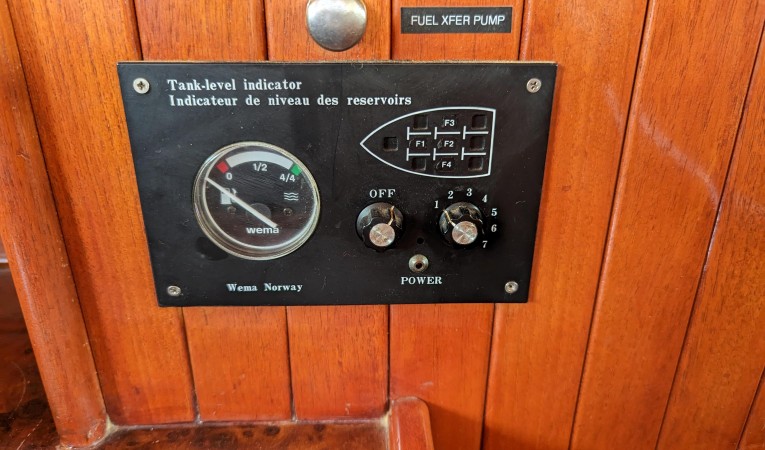 FUEL XFER PUMP
Tank-level indicator
Indicateur de niveau des reservoirs
F3
F1 F2
F4
0 1/2 4/4
wema
OFF
1 2 3 4 5 6 7
POWER
Wema Norway